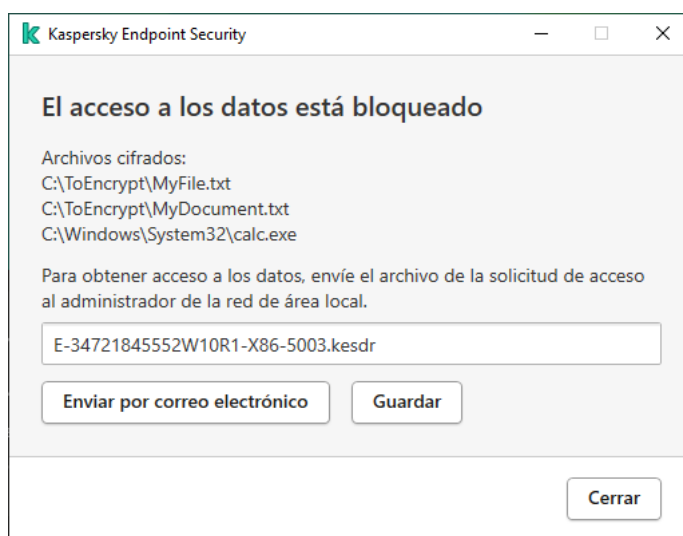 Kaspersky Endpoint Security
El acceso a los datos está bloqueado
Archivos cifrados:
C:\ToEncrypt\MyFile.txt
C:\ToEncrypt\MyDocument.txt
C:\Windows\System32\calc.exe
Para obtener acceso a los datos, envíe el archivo de la solicitud de acceso
al administrador de la red de área local.
E-34721845552W10R1-X86-5003.kesdr
Enviar por correo electrónico
Guardar
Cerrar